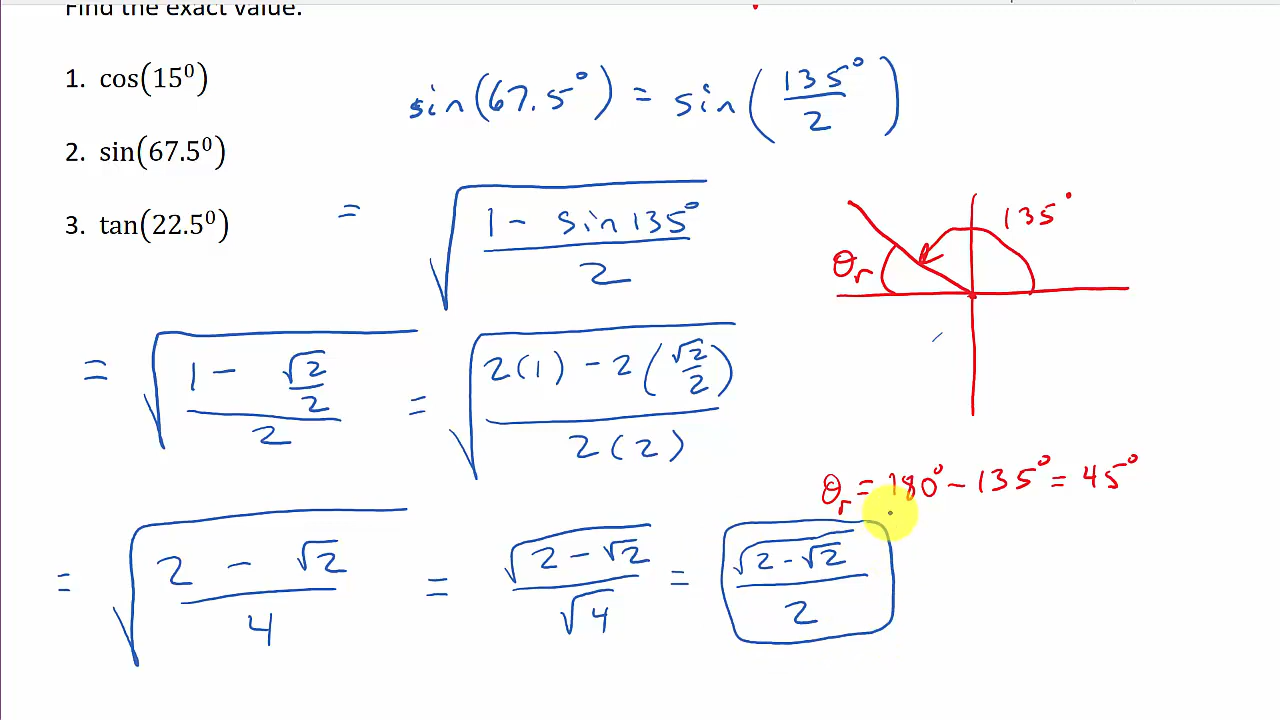 Find the exact value.
1. cos(15⁰)
2. sin(67.5⁰)
3. tan(22.5⁰)
sin(67.5°) = sin(135°/2)
= √((1 - sin135°)/2)
= √((1 - √2/2)/2) = √((2(1) - 2(√2/2))/(2(2)))
= √((2 - √2)/4) = √(2 - √2)/√4 = √(2 - √2)/2
135°
θr
θr = 180° - 135° = 45°